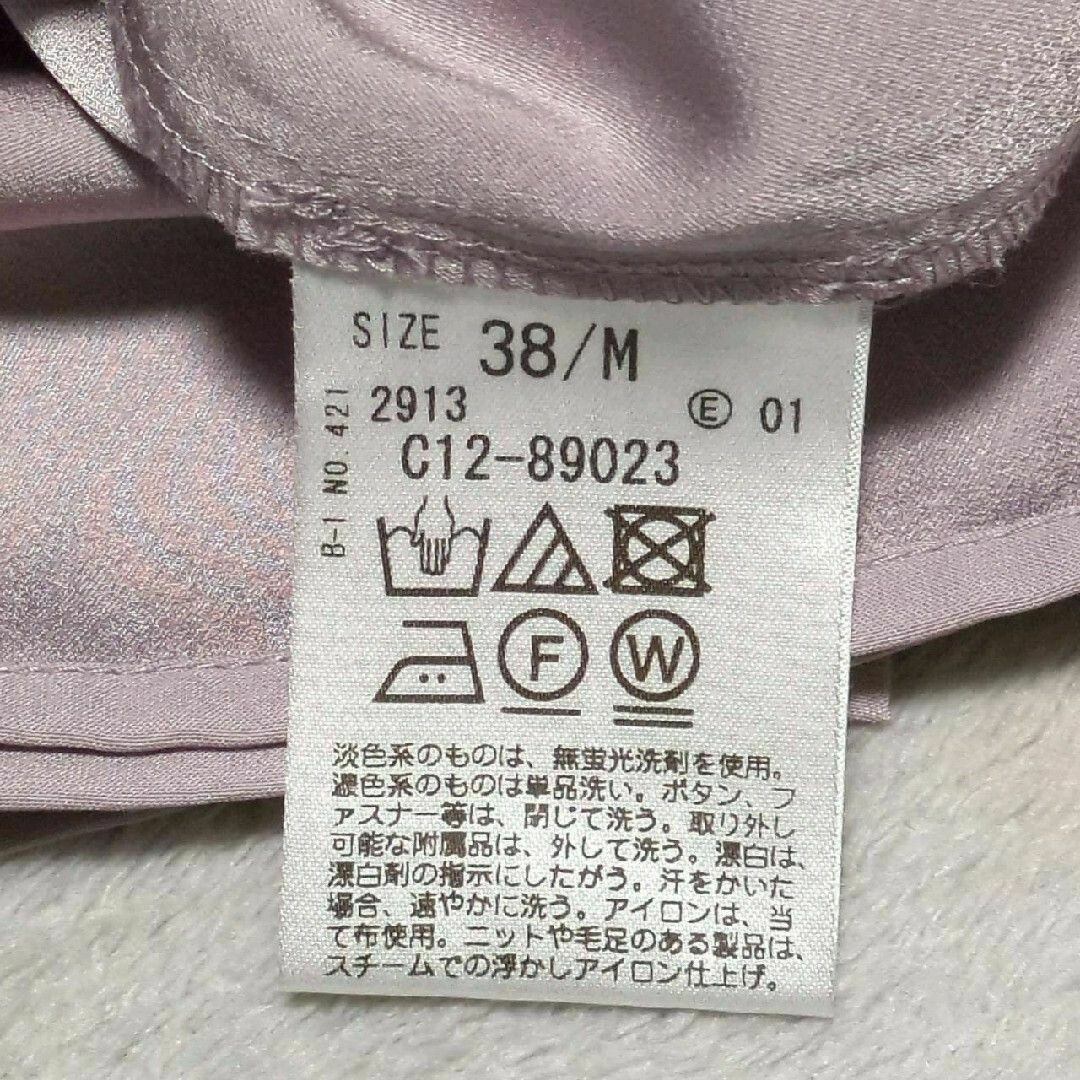 SIZE 38/M
2913 Ⓔ 01
C12-89023
B-1 NO.421
F W
淡色系のものは、無蛍光洗剤を使用。
濃色系のものは単品洗い。ボタン、フ
ァスナー等は、閉じて洗う。取り外し
可能な附属品は、外して洗う。漂白は、
漂白剤の指示にしたがう。汗をかいた
場合、速やかに洗う。アイロンは、当
て布使用。ニットや毛足のある製品は、
スチームでの浮かしアイロン仕上げ。